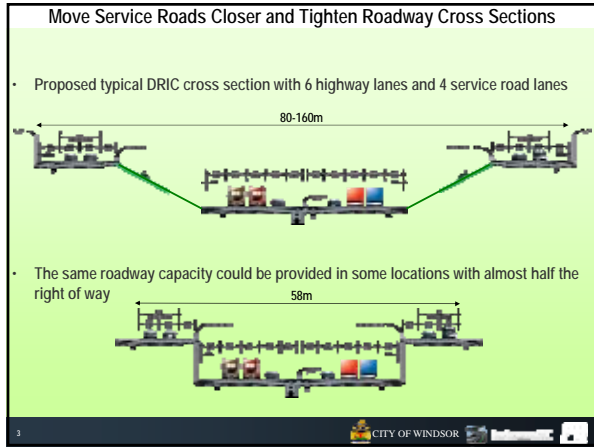 Move Service Roads Closer and Tighten Roadway Cross Sections
• Proposed typical DRIC cross section with 6 highway lanes and 4 service road lanes
80-160m
• The same roadway capacity could be provided in some locations with almost half the
right of way
58m
3
CITY OF WINDSOR